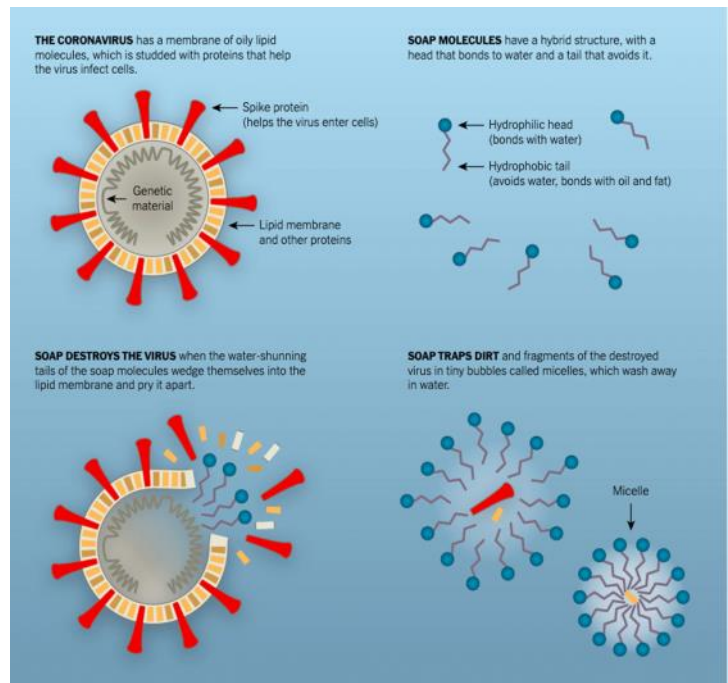 THE CORONAVIRUS has a membrane of oily lipid
molecules, which is studded with proteins that help
the virus infect cells.
Spike protein
(helps the virus enter cells)
Genetic
material
Lipid membrane
and other proteins
SOAP MOLECULES have a hybrid structure, with a
head that bonds to water and a tail that avoids it.
Hydrophilic head
(bonds with water)
Hydrophobic tail
(avoids water, bonds with oil and fat)
SOAP DESTROYS THE VIRUS when the water-shunning
tails of the soap molecules wedge themselves into the
lipid membrane and pry it apart.
SOAP TRAPS DIRT and fragments of the destroyed
virus in tiny bubbles called micelles, which wash away
in water.
Micelle